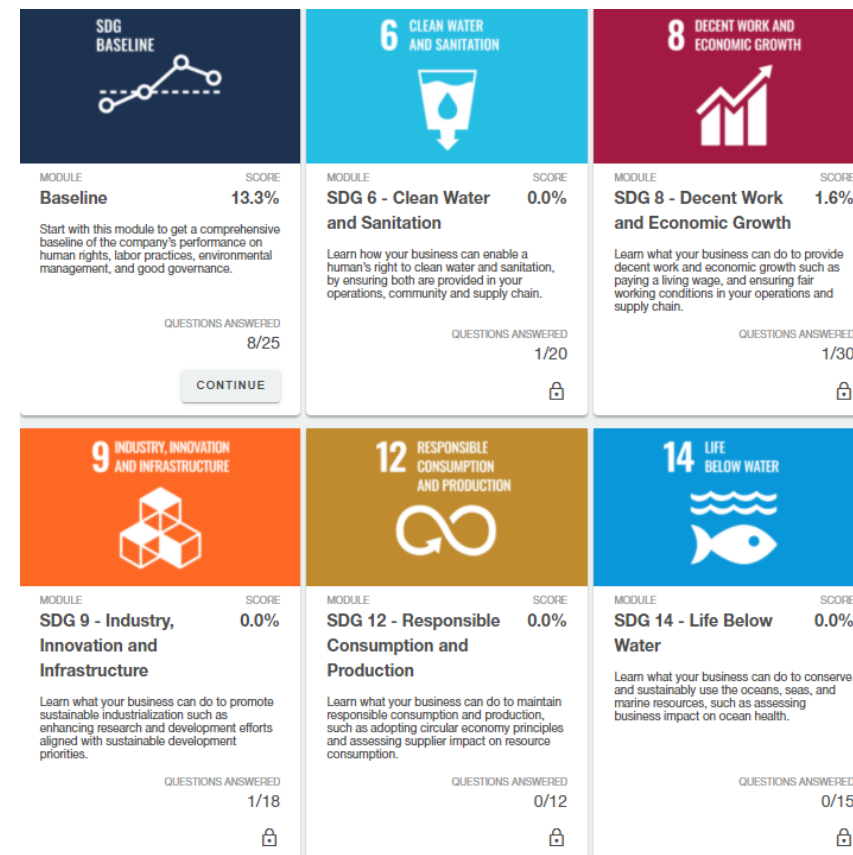 SDG
BASELINE
MODULE SCORE
Baseline 13.3%
Start with this module to get a comprehensive
baseline of the company's performance on
human rights, labor practices, environmental
management, and good governance.
QUESTIONS ANSWERED
8/25
CONTINUE
6 CLEAN WATER
AND SANITATION
MODULE SCORE
SDG 6 - Clean Water 0.0%
and Sanitation
Learn how your business can enable a
human's right to clean water and sanitation,
by ensuring both are provided in your
operations, community and supply chain.
QUESTIONS ANSWERED
1/20
8 DECENT WORK AND
ECONOMIC GROWTH
MODULE SCORE
SDG 8 - Decent Work 1.6%
and Economic Growth
Learn what your business can do to provide
decent work and economic growth such as
paying a living wage, and ensuring fair
working conditions in your operations and
supply chain.
QUESTIONS ANSWERED
1/30
9 INDUSTRY, INNOVATION
AND INFRASTRUCTURE
MODULE SCORE
SDG 9 - Industry, 0.0%
Innovation and
Infrastructure
Learn what your business can do to promote
sustainable industrialization such as
enhancing research and development efforts
aligned with sustainable development
priorities.
QUESTIONS ANSWERED
1/18
12 RESPONSIBLE
CONSUMPTION
AND PRODUCTION
MODULE SCORE
SDG 12 - Responsible 0.0%
Consumption and
Production
Learn what your business can do to maintain
responsible consumption and production,
such as adopting circular economy principles
and assessing supplier impact on resource
consumption.
QUESTIONS ANSWERED
0/12
14 LIFE
BELOW WATER
MODULE SCORE
SDG 14 - Life Below 0.0%
Water
Learn what your business can do to conserve
and sustainably use the oceans, seas, and
marine resources, such as assessing
business impact on ocean health.
QUESTIONS ANSWERED
0/15